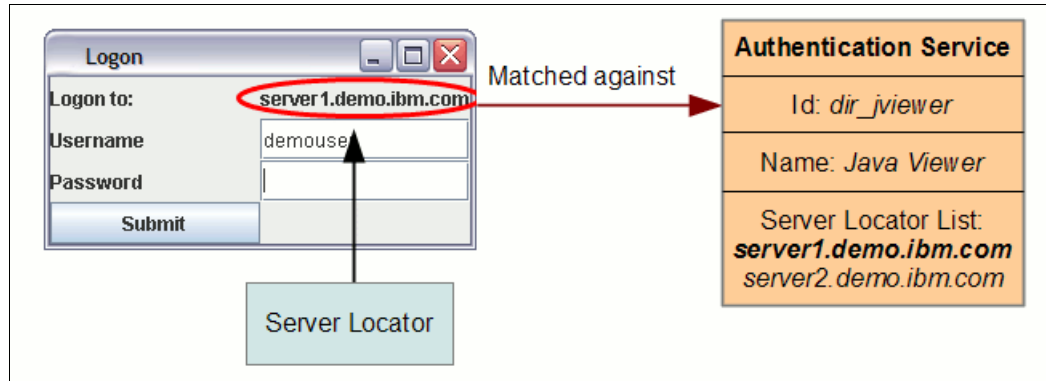 Logon
Logon to: server1.demo.ibm.com
Username demouser
Password
Submit
Server Locator
Matched against
Authentication Service
Id: dir_jviewer
Name: Java Viewer
Server Locator List:
server1.demo.ibm.com
server2.demo.ibm.com